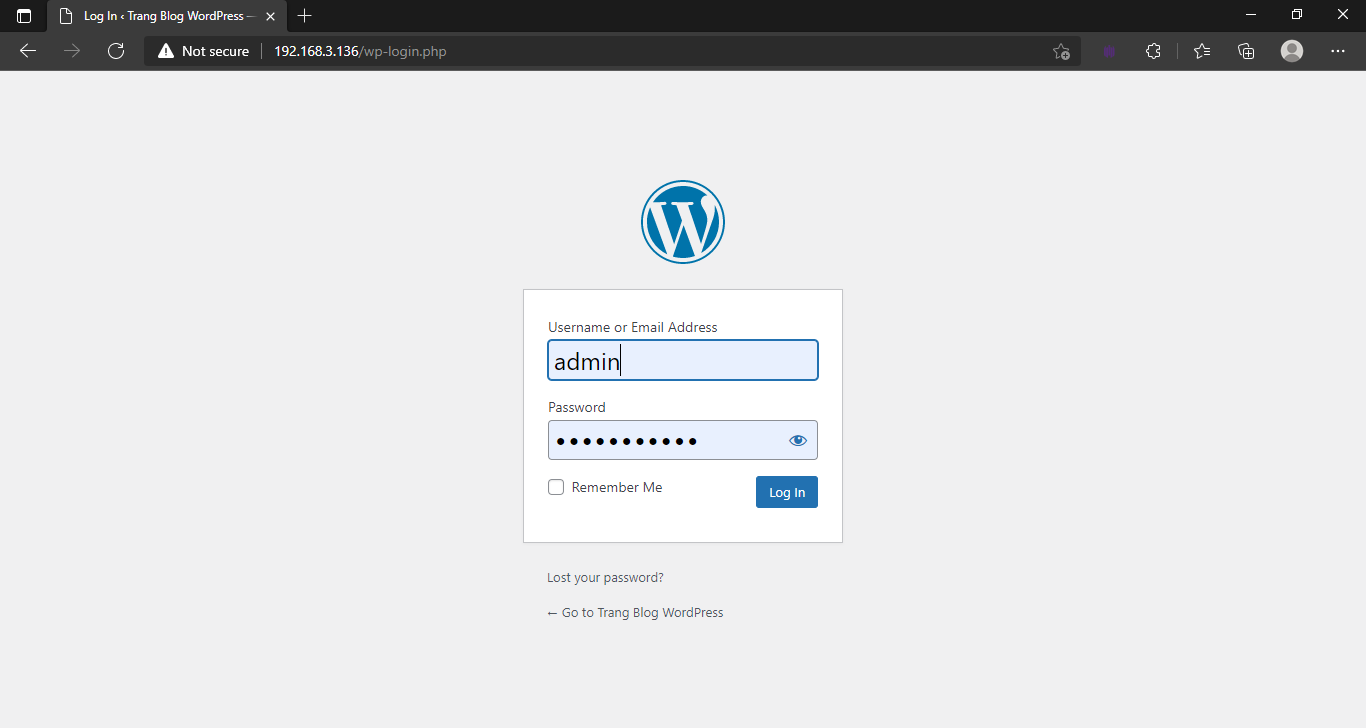 Log In ‹ Trang Blog WordPress —
Not secure
192.168.3.136/wp-login.php
Username or Email Address
admin
Password
●●●●●●●●●●●
Remember Me
Log In
Lost your password?
← Go to Trang Blog WordPress